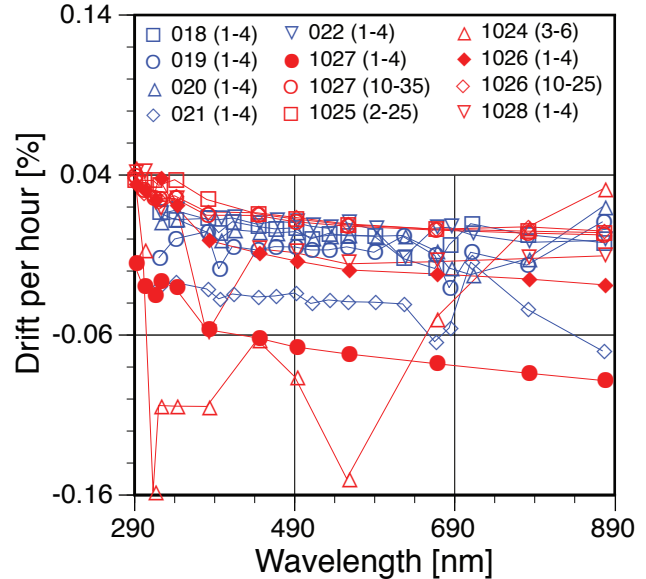 0.14
018 (1-4) 022 (1-4) 1024 (3-6)
019 (1-4) 1027 (1-4) 1026 (1-4)
020 (1-4) 1027 (10-35) 1026 (10-25)
021 (1-4) 1025 (2-25) 1028 (1-4)
0.04
Drift per hour [%]
-0.06
-0.16
290 490 690 890
Wavelength [nm]